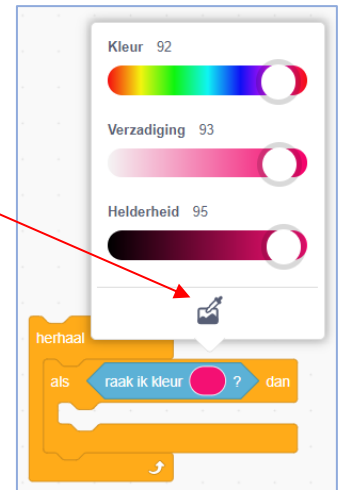 Kleur 92
Verzadiging 93
Helderheid 95
herhaal
als raak ik kleur ? dan